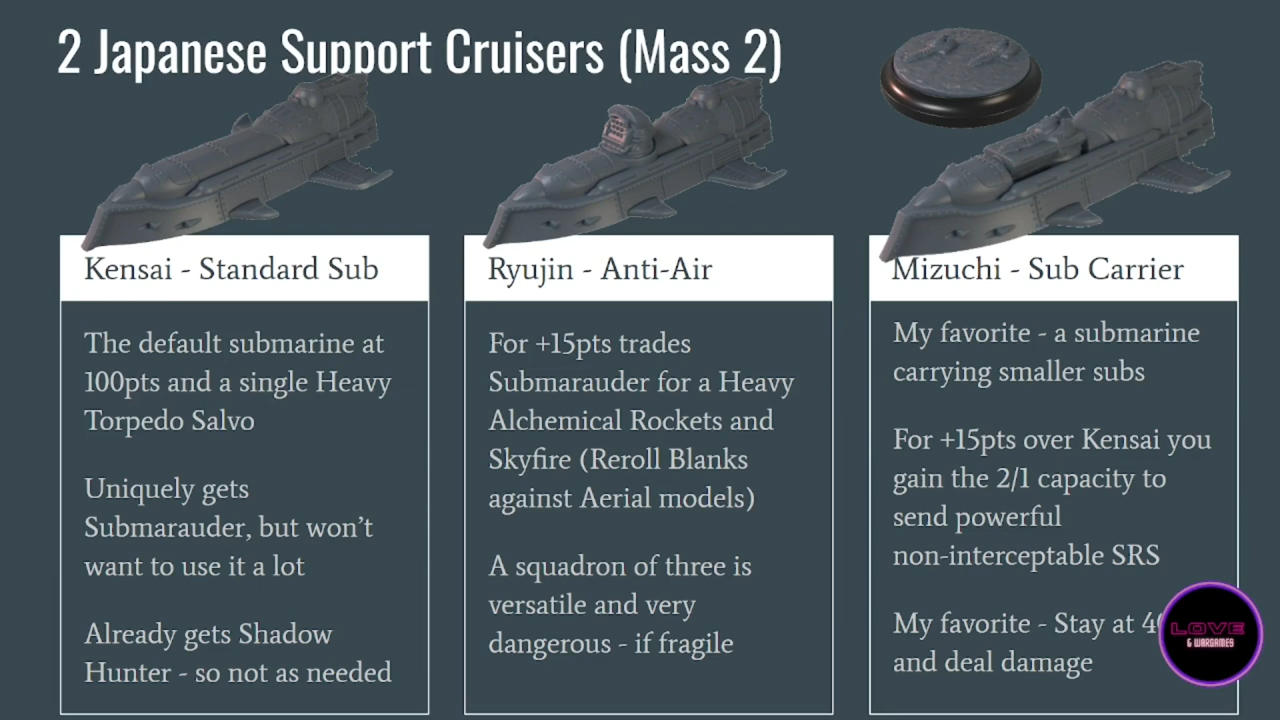 2 Japanese Support Cruisers (Mass 2)
Kensai - Standard Sub
The default submarine at
100pts and a single Heavy
Torpedo Salvo
Uniquely gets
Submarauder, but won't
want to use it a lot
Already gets Shadow
Hunter - so not as needed
Ryujin - Anti-Air
For +15pts trades
Submarauder for a Heavy
Alchemical Rockets and
Skyfire (Reroll Blanks
against Aerial models)
A squadron of three is
versatile and very
dangerous - if fragile
Mizuchi - Sub Carrier
My favorite - a submarine
carrying smaller subs
For +15pts over Kensai you
gain the 2/1 capacity to
send powerful
non-interceptable SRS
My favorite - Stay at
and deal damage
LOVE
& WARGAMES